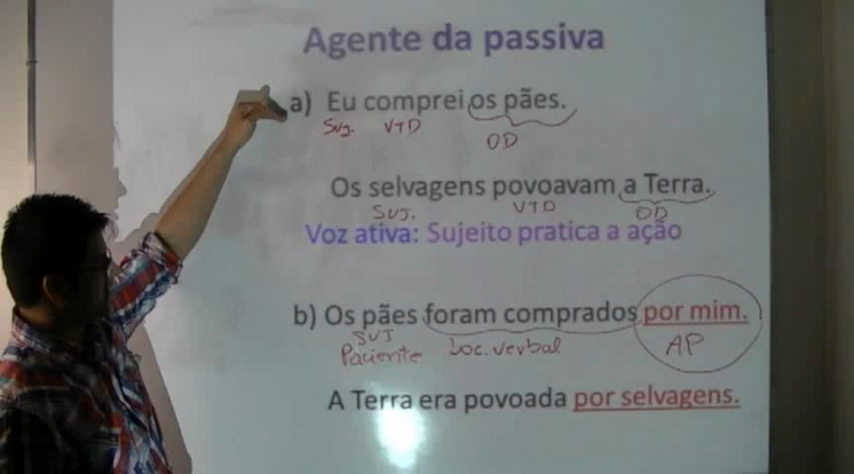 Agente da passiva
a) Eu comprei os pães.
Suj. VTD OD
Os selvagens povoavam a Terra.
SUJ. VTD OD
Voz ativa: Sujeito pratica a ação
b) Os pães foram comprados por mim.
SUJ
Paciente Loc. verbal AP
A Terra era povoada por selvagens.